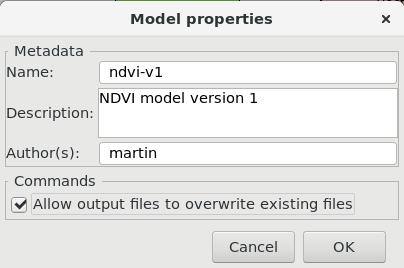 Model properties
Metadata
Name: ndvi-v1
Description: NDVI model version 1
Author(s): martin
Commands
Allow output files to overwrite existing files
Cancel OK